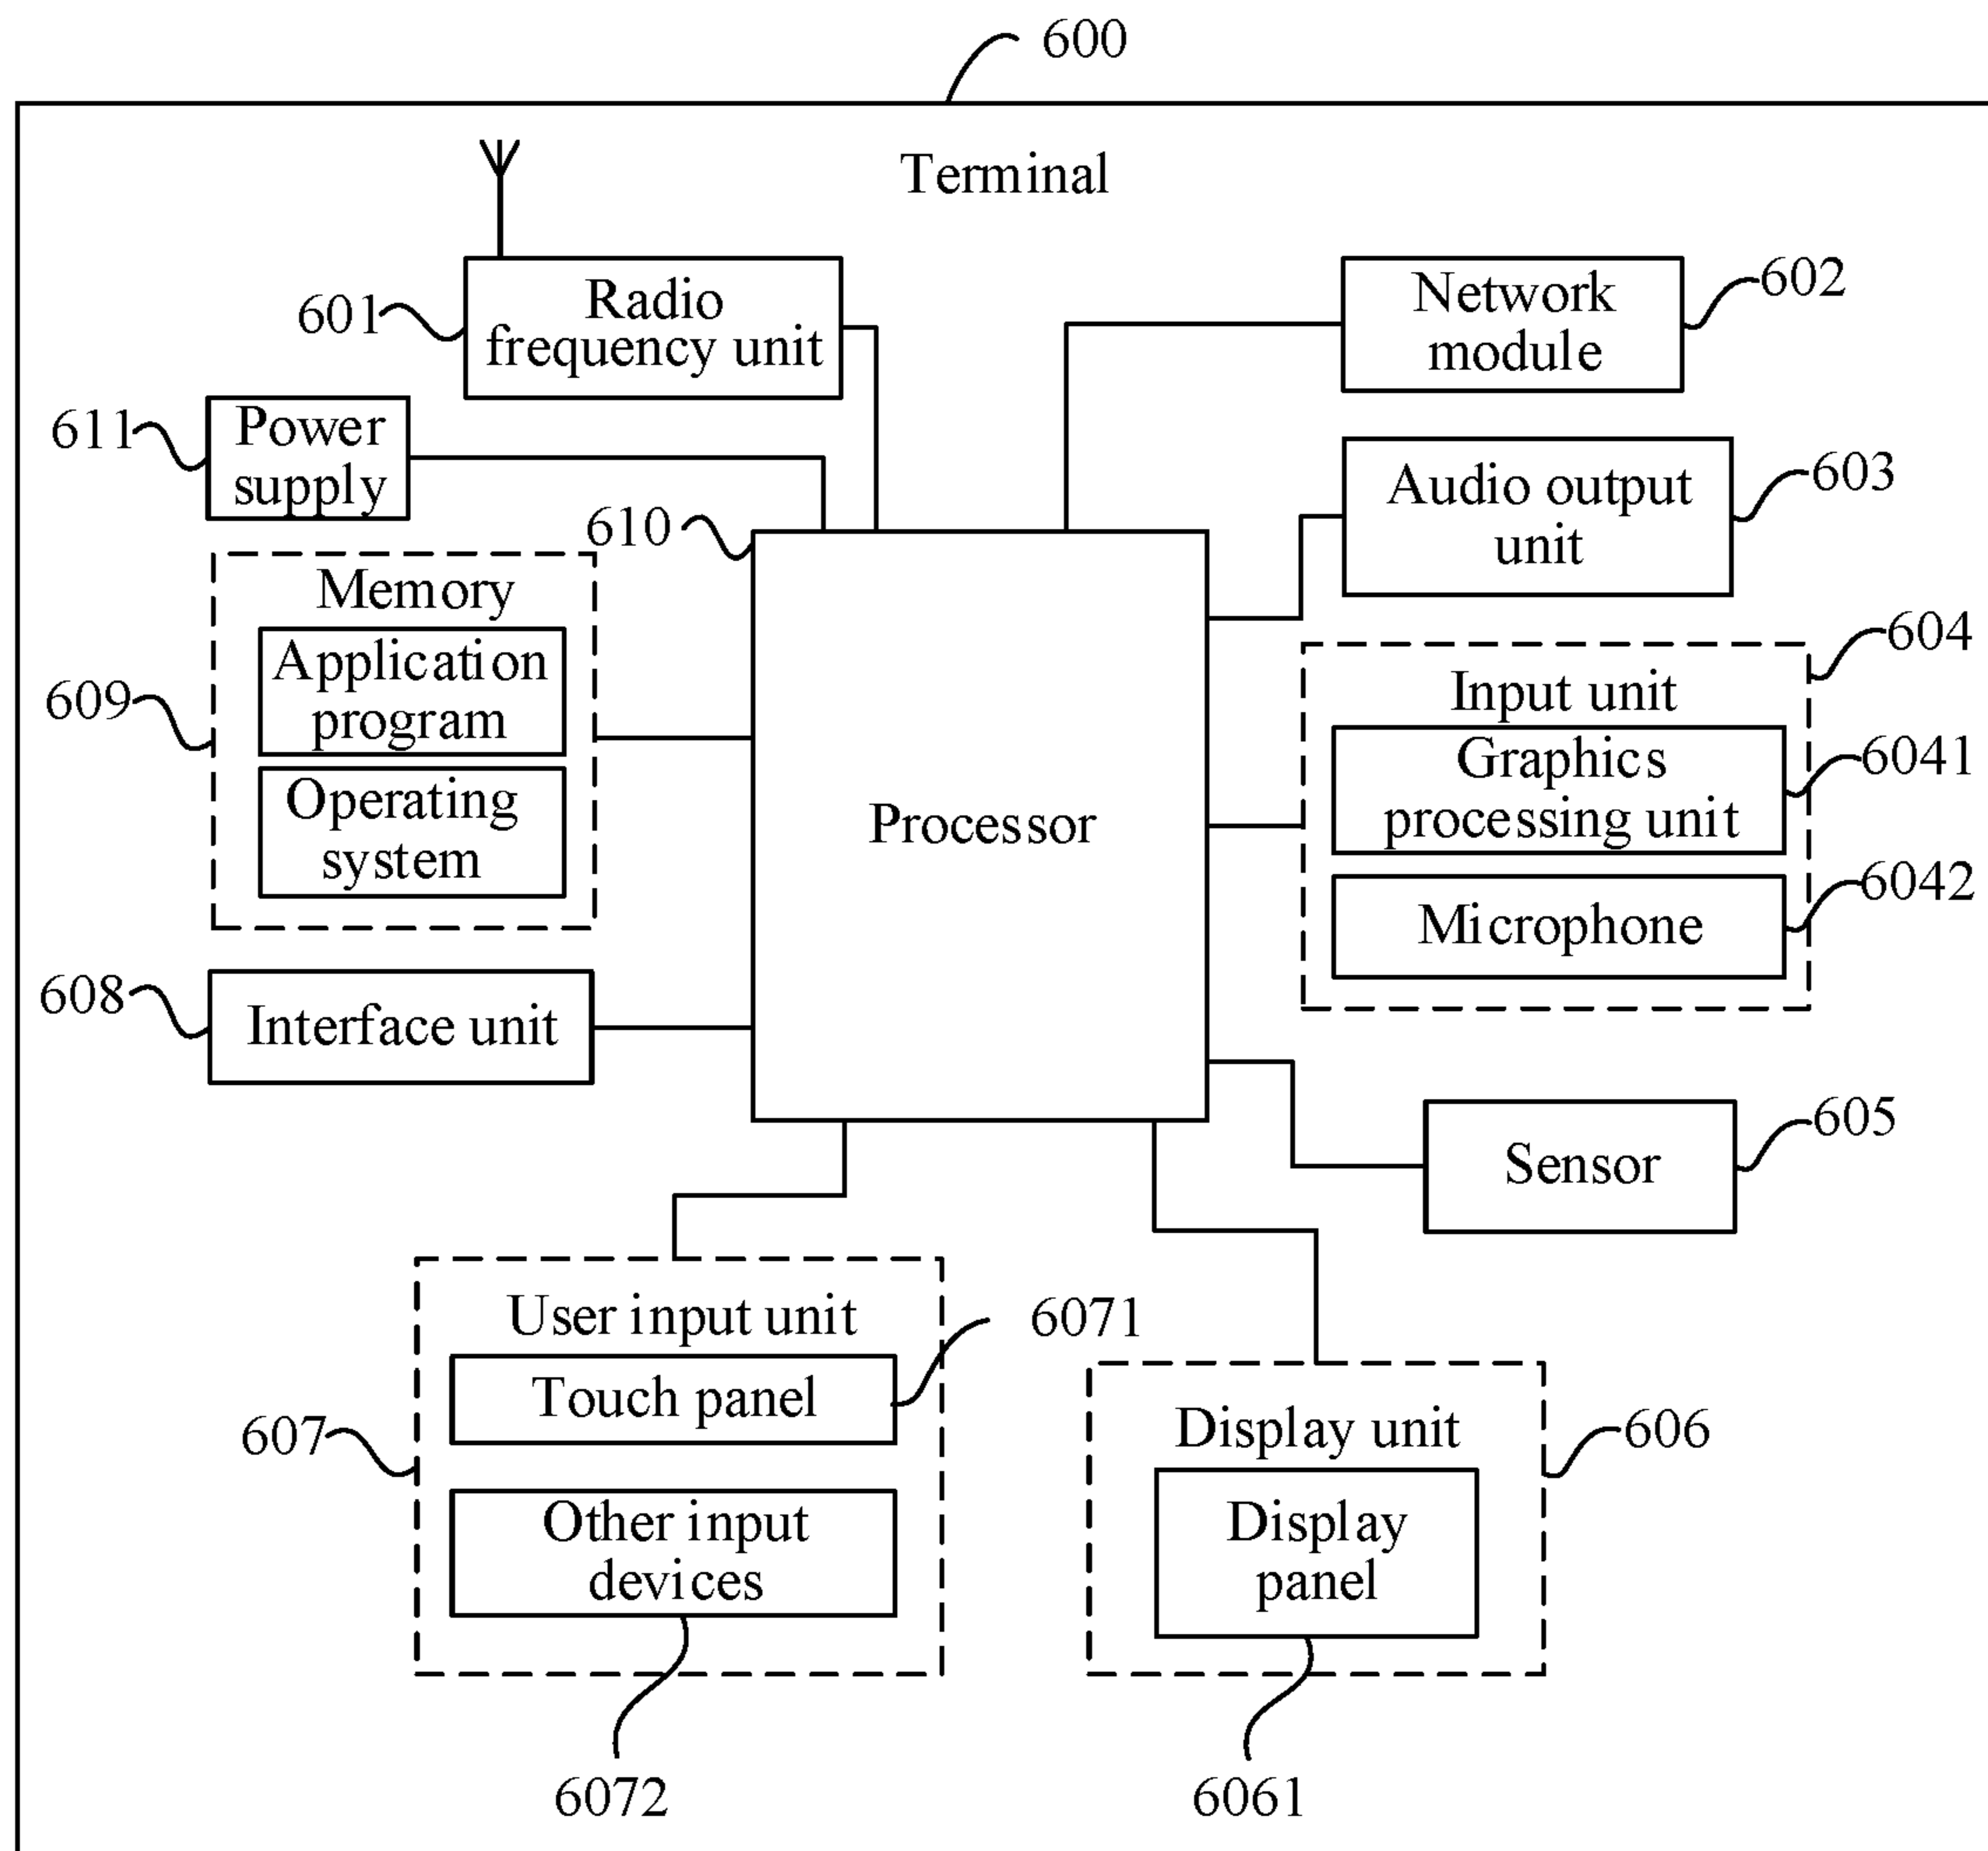 600
Terminal
601
Radio
frequency unit
Network
module
602
611
Power
supply
610
Audio output
unit
603
Memory
Application
program
Operating
system
609
Processor
604
Input unit
Graphics
processing unit
6041
Microphone
6042
608
Interface unit
Sensor
605
User input unit
Touch panel
6071
607
Other input
devices
6072
Display unit
606
Display
panel
6061